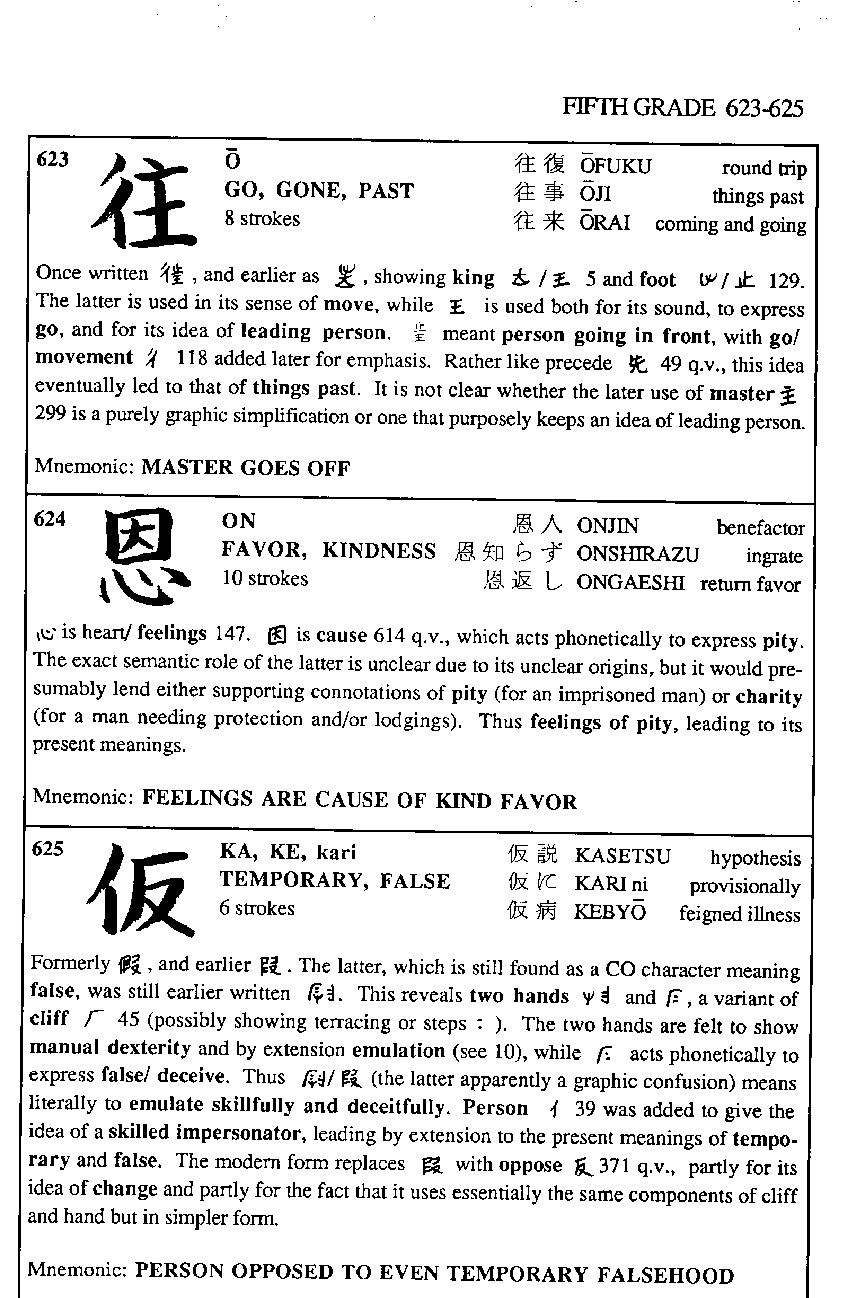 FIFTH GRADE 623-625
623 往 Ō 往復 ŌFUKU round trip
GO, GONE, PAST 往事 ŌJI things past
8 strokes 往来 ŌRAI coming and going
Once written , and earlier as , showing king / 王 5 and foot / 止 129.
The latter is used in its sense of move, while 王 is used both for its sound, to express
go, and for its idea of leading person. meant person going in front, with go/
movement 彳 118 added later for emphasis. Rather like precede 先 49 q.v., this idea
eventually led to that of things past. It is not clear whether the later use of master 主
299 is a purely graphic simplification or one that purposely keeps an idea of leading person.
Mnemonic: MASTER GOES OFF
624 恩 ON 恩人 ONJIN benefactor
FAVOR, KINDNESS 恩知らず ONSHIRAZU ingrate
10 strokes 恩返し ONGAESHI return favor
心 is heart/ feelings 147. 因 is cause 614 q.v., which acts phonetically to express pity.
The exact semantic role of the latter is unclear due to its unclear origins, but it would pre-
sumably lend either supporting connotations of pity (for an imprisoned man) or charity
(for a man needing protection and/or lodgings). Thus feelings of pity, leading to its
present meanings.
Mnemonic: FEELINGS ARE CAUSE OF KIND FAVOR
625 仮 KA, KE, kari 仮説 KASETSU hypothesis
TEMPORARY, FALSE 仮に KARI ni provisionally
6 strokes 仮病 KEBYŌ feigned illness
Formerly 假, and earlier 叚. The latter, which is still found as a CO character meaning
false, was still earlier written . This reveals two hands and , a variant of
cliff 厂 45 (possibly showing terracing or steps : ). The two hands are felt to show
manual dexterity and by extension emulation (see 10), while acts phonetically to
express false/ deceive. Thus / 叚 (the latter apparently a graphic confusion) means
literally to emulate skillfully and deceitfully. Person 亻 39 was added to give the
idea of a skilled impersonator, leading by extension to the present meanings of tempo-
rary and false. The modern form replaces 叚 with oppose 反 371 q.v., partly for its
idea of change and partly for the fact that it uses essentially the same components of cliff
and hand but in simpler form.
Mnemonic: PERSON OPPOSED TO EVEN TEMPORARY FALSEHOOD